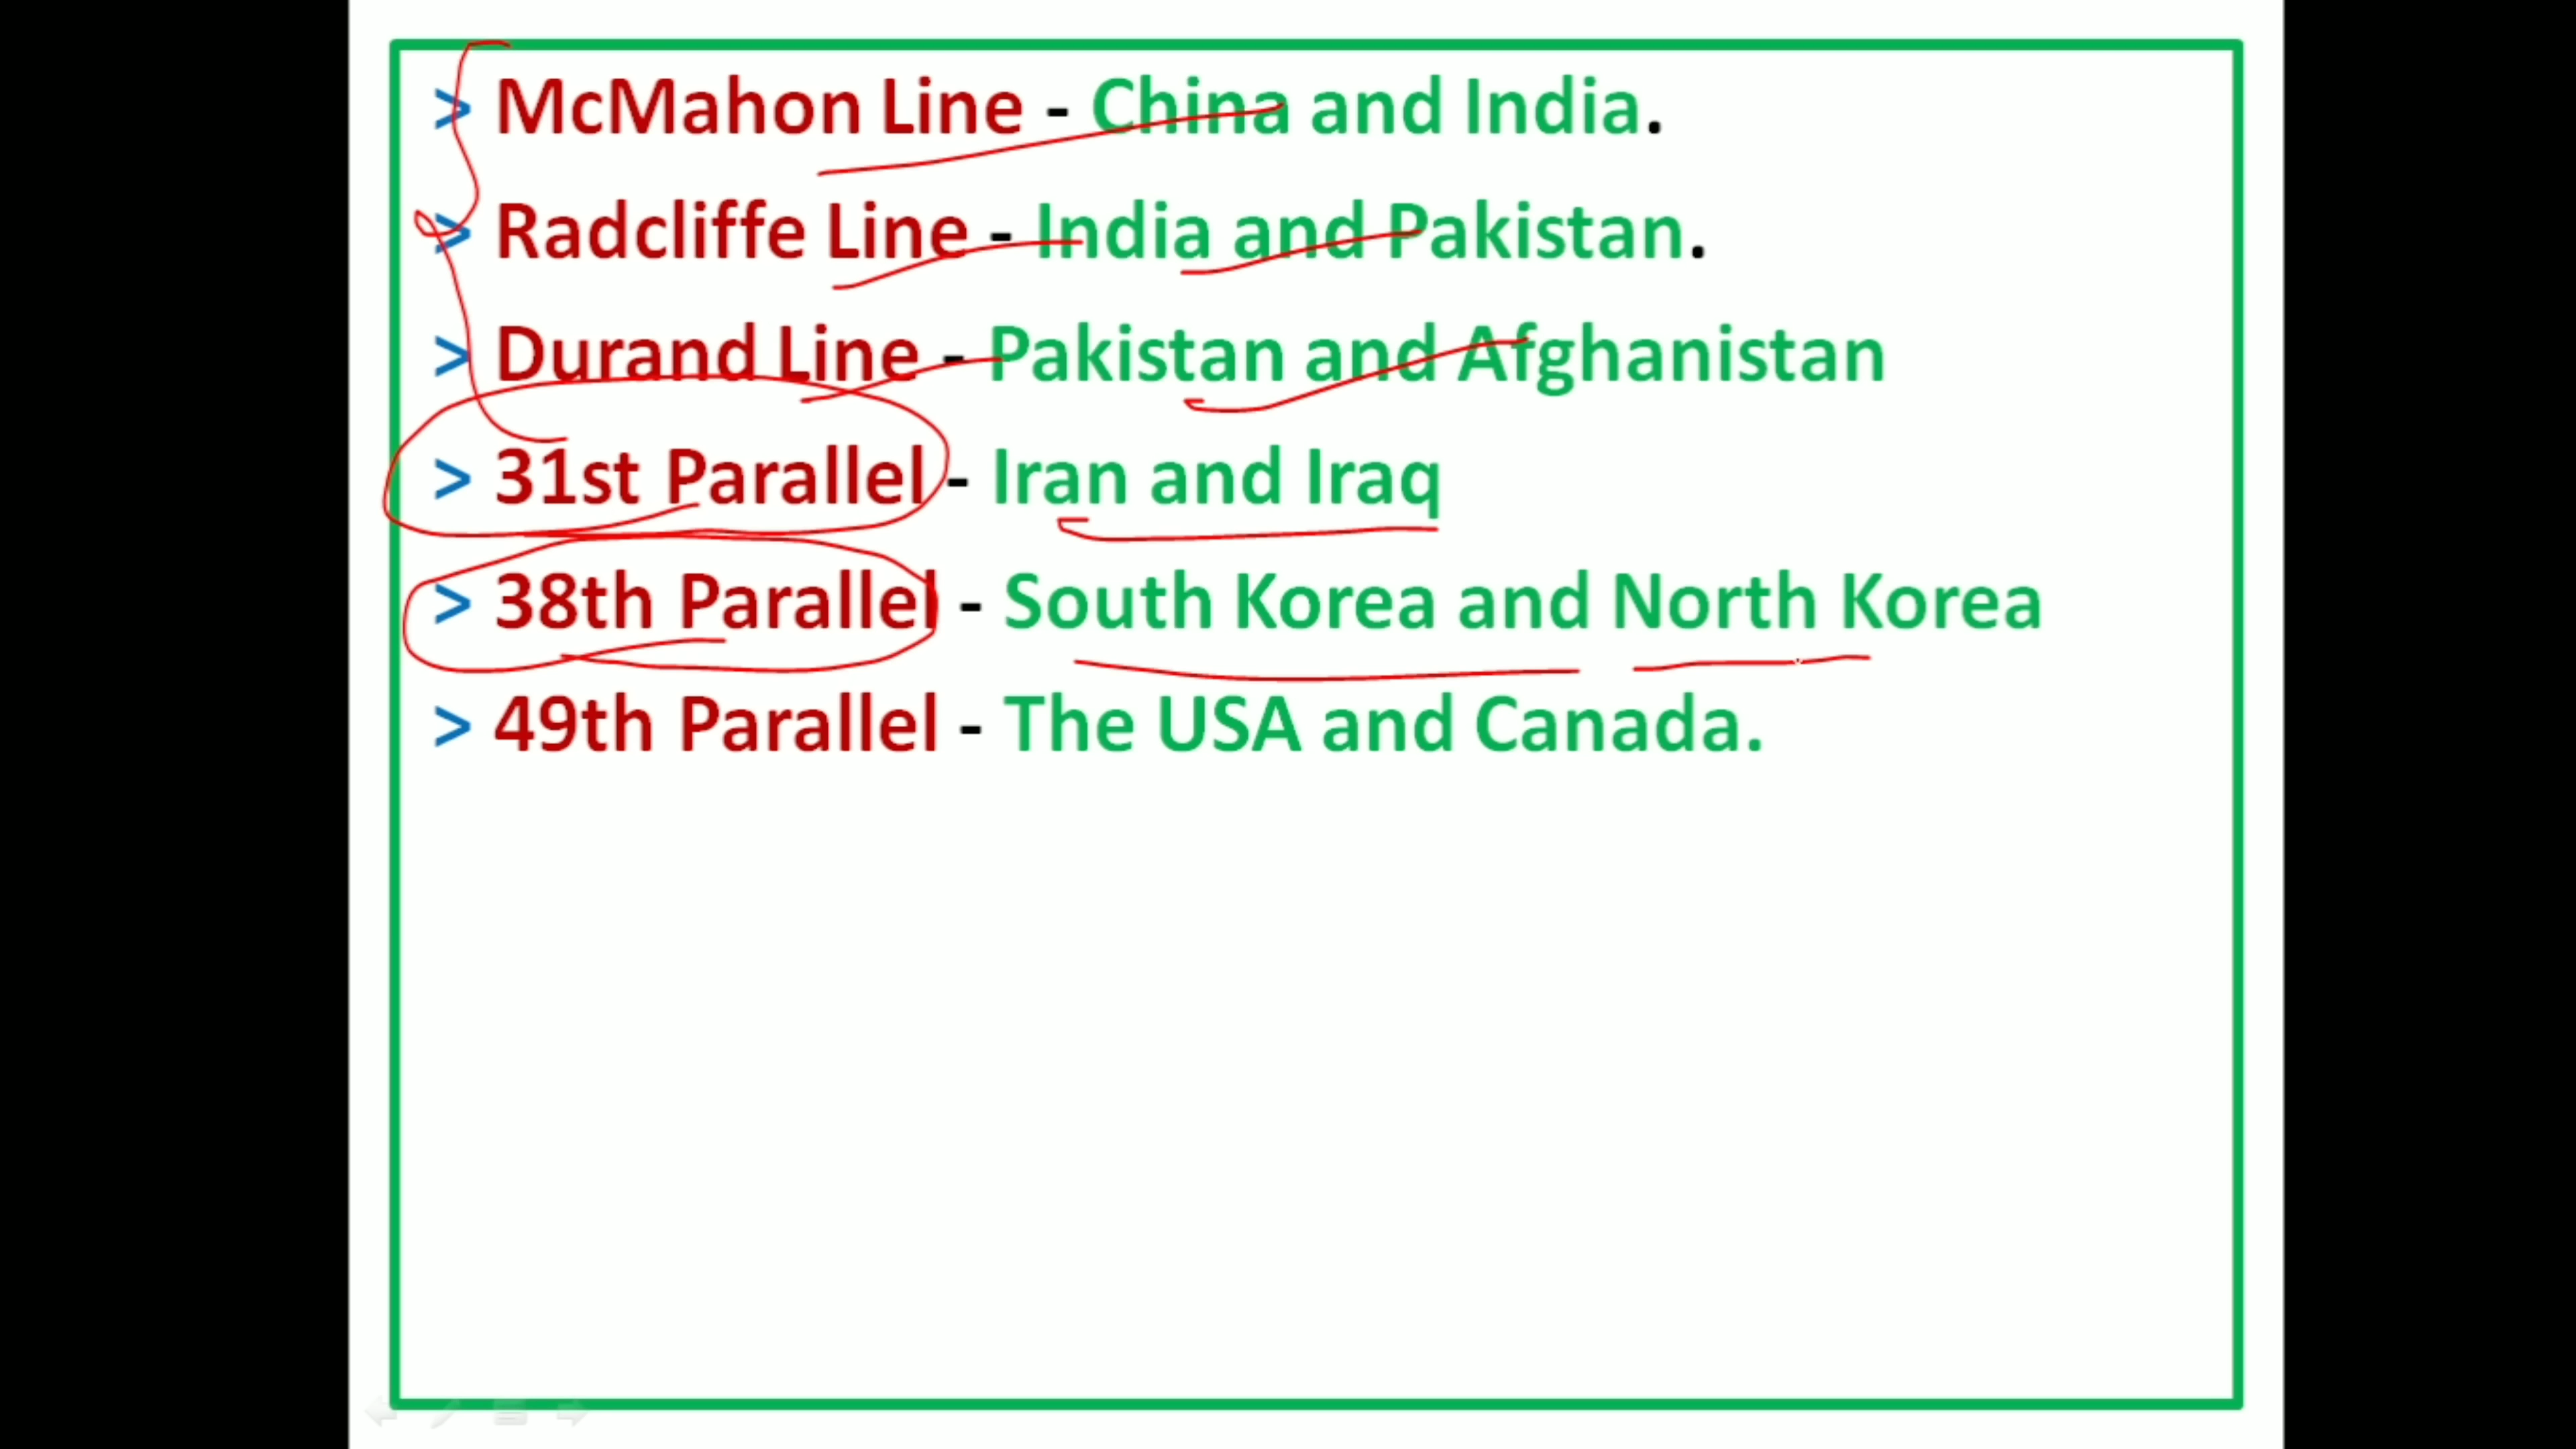 > McMahon Line - China and India.
> Radcliffe Line - India and Pakistan.
> Durand Line - Pakistan and Afghanistan
> 31st Parallel - Iran and Iraq
> 38th Parallel - South Korea and North Korea
> 49th Parallel - The USA and Canada.